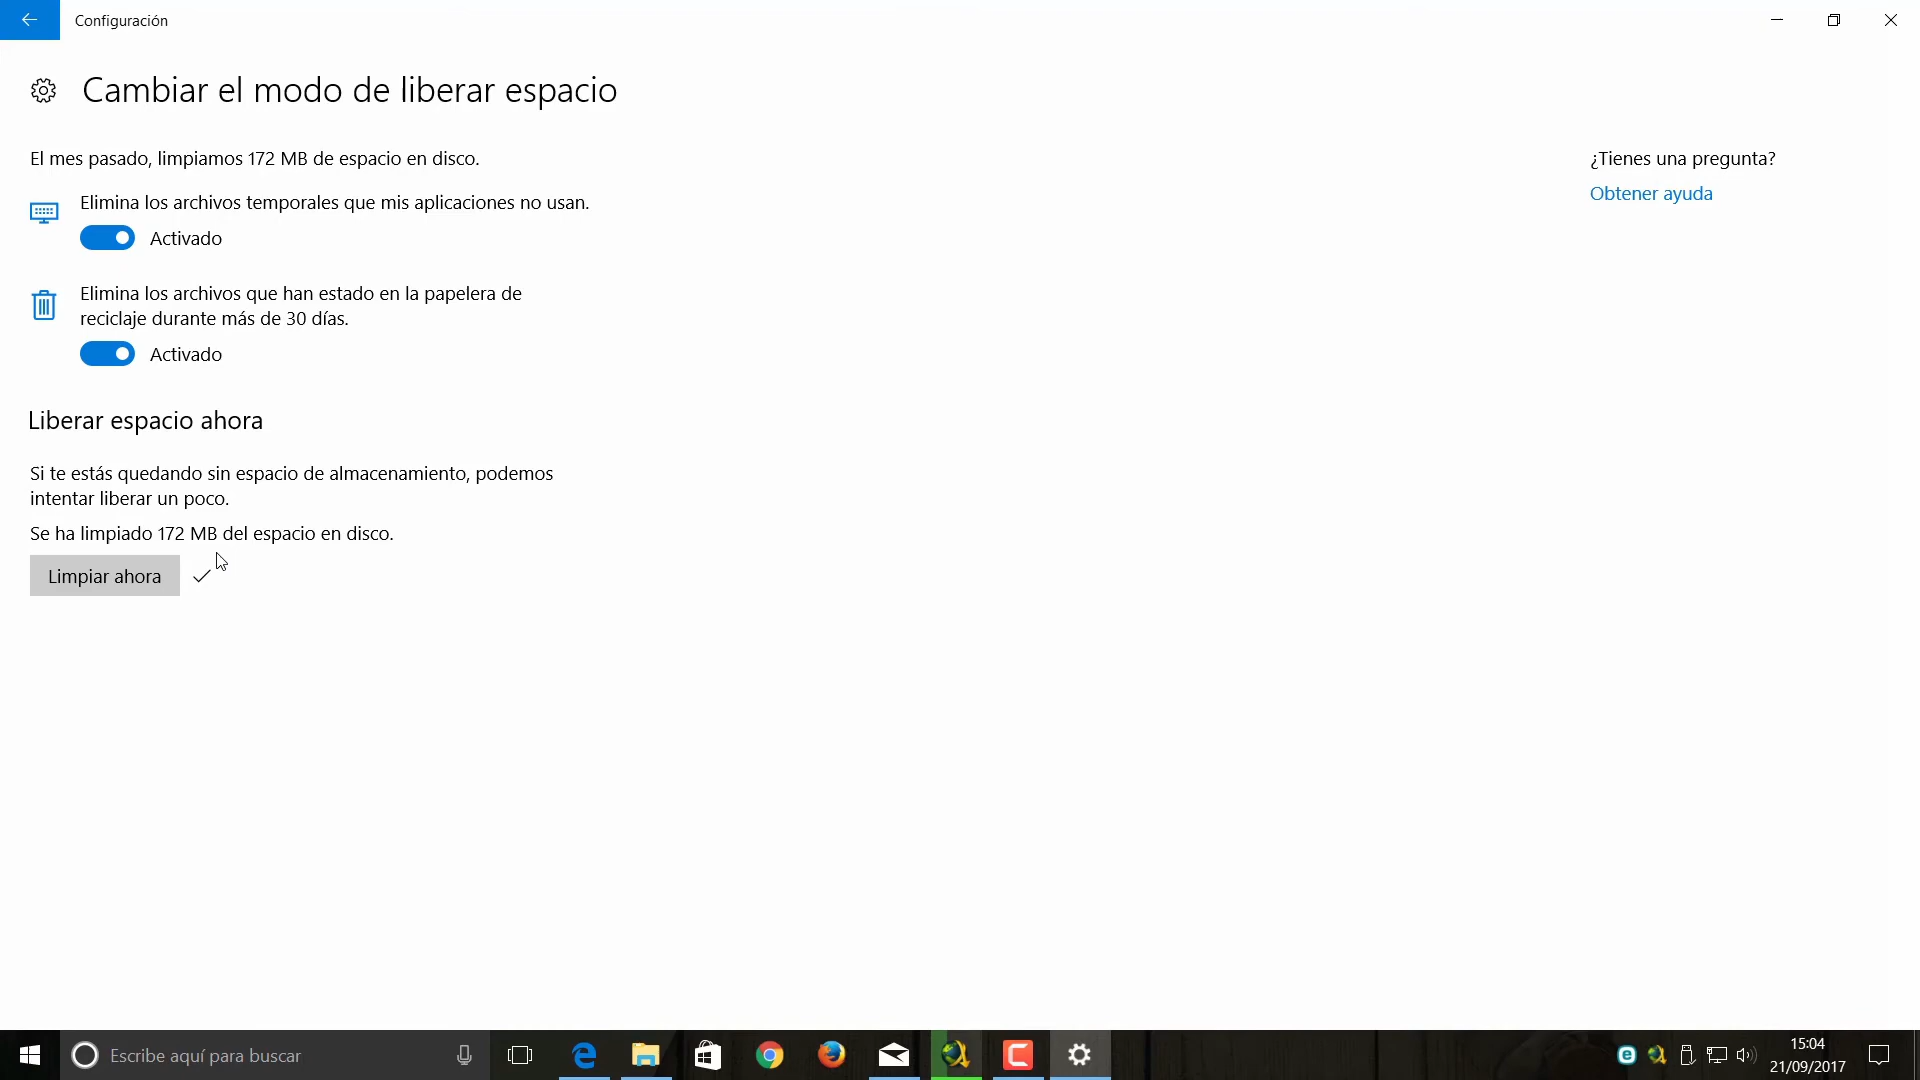 Configuración
Cambiar el modo de liberar espacio
El mes pasado, limpiamos 172 MB de espacio en disco.
¿Tienes una pregunta?
Obtener ayuda
Elimina los archivos temporales que mis aplicaciones no usan.
Activado
Elimina los archivos que han estado en la papelera de
reciclaje durante más de 30 días.
Activado
Liberar espacio ahora
Si te estás quedando sin espacio de almacenamiento, podemos
intentar liberar un poco.
Se ha limpiado 172 MB del espacio en disco.
Limpiar ahora
Escribe aquí para buscar
15:04
21/09/2017